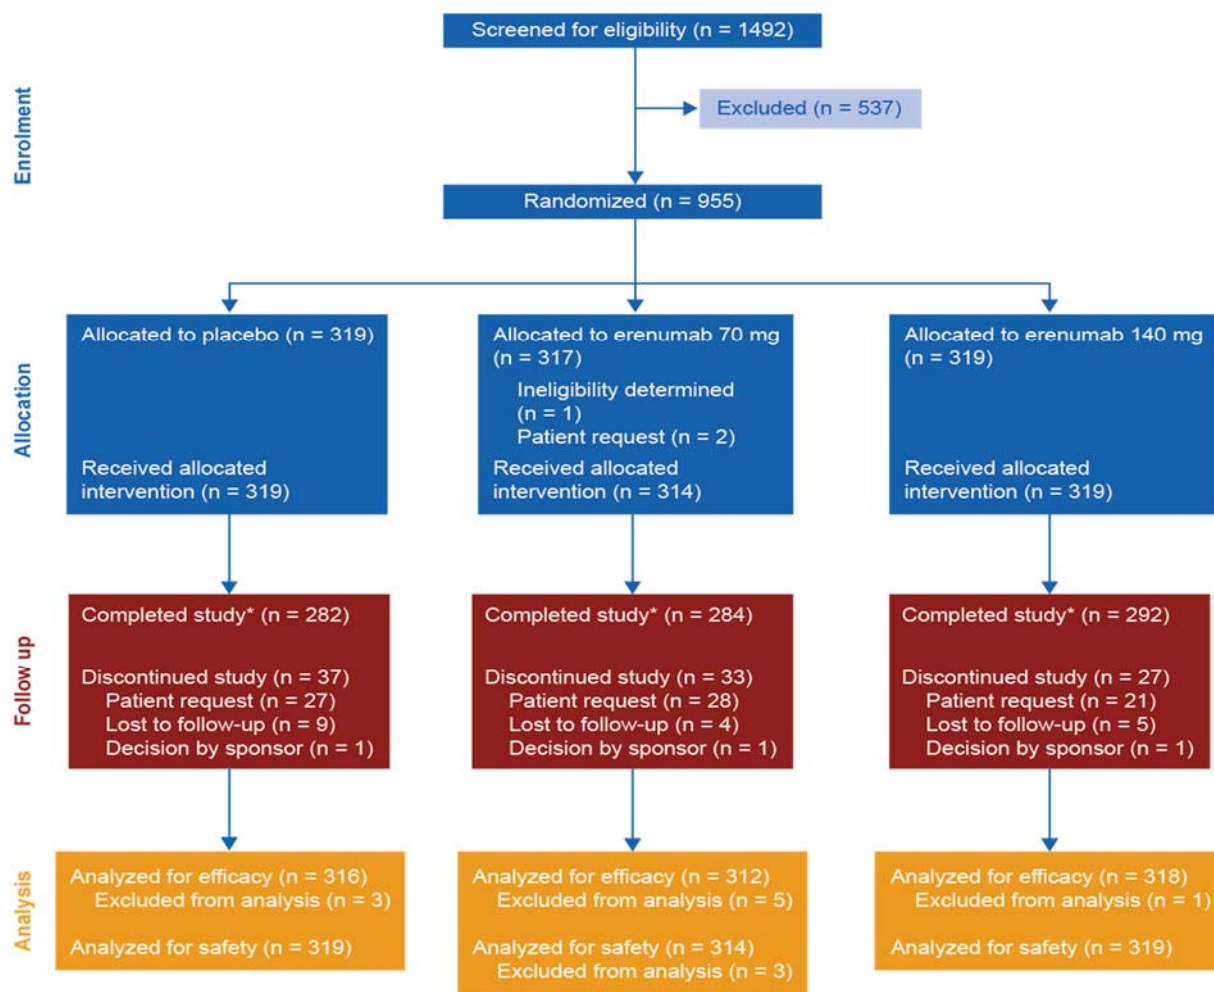 Enrolment
Screened for eligibility (n = 1492)
Excluded (n = 537)
Randomized (n = 955)
Allocation
Allocated to placebo (n = 319)
Received allocated
intervention (n = 319)
Allocated to erenumab 70 mg
(n = 317)
Ineligibility determined
(n = 1)
Patient request (n = 2)
Received allocated
intervention (n = 314)
Allocated to erenumab 140 mg
(n = 319)
Received allocated
intervention (n = 319)
Follow up
Completed study* (n = 282)
Discontinued study (n = 37)
Patient request (n = 27)
Lost to follow-up (n = 9)
Decision by sponsor (n = 1)
Completed study* (n = 284)
Discontinued study (n = 33)
Patient request (n = 28)
Lost to follow-up (n = 4)
Decision by sponsor (n = 1)
Completed study* (n = 292)
Discontinued study (n = 27)
Patient request (n = 21)
Lost to follow-up (n = 5)
Decision by sponsor (n = 1)
Analysis
Analyzed for efficacy (n = 316)
Excluded from analysis (n = 3)
Analyzed for safety (n = 319)
Analyzed for efficacy (n = 312)
Excluded from analysis (n = 5)
Analyzed for safety (n = 314)
Excluded from analysis (n = 3)
Analyzed for efficacy (n = 318)
Excluded from analysis (n = 1)
Analyzed for safety (n = 319)